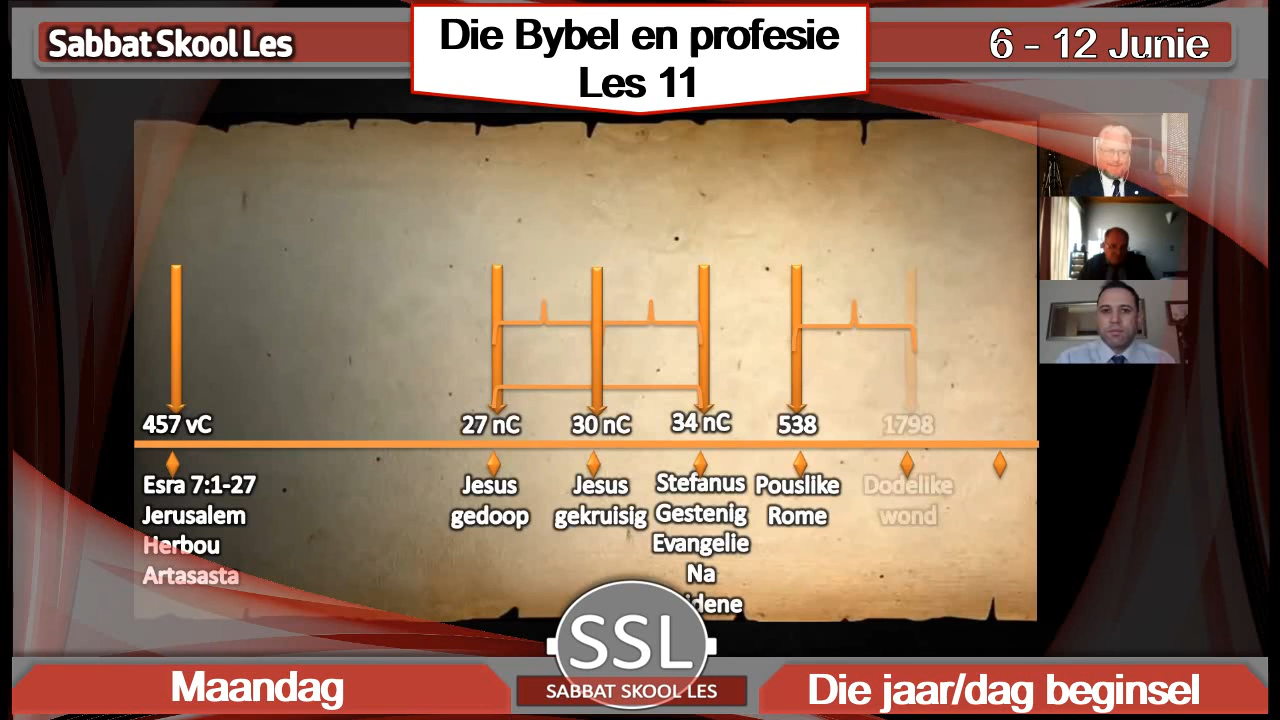 Sabbat Skool Les
Die Bybel en profesie
Les 11
6 - 12 Junie
457 vC
27 nC
30 nC
34 nC
538
1798
Esra 7:1-27
Jerusalem
Herbou
Artasasta
Jesus
gedoop
Jesus
gekruisig
Stefanus
Gestenig
Evangelie
Na
Pouslike
Rome
Dodelike
wond
SSL
SABBAT SKOOL LES
Maandag
Die jaar/dag beginsel